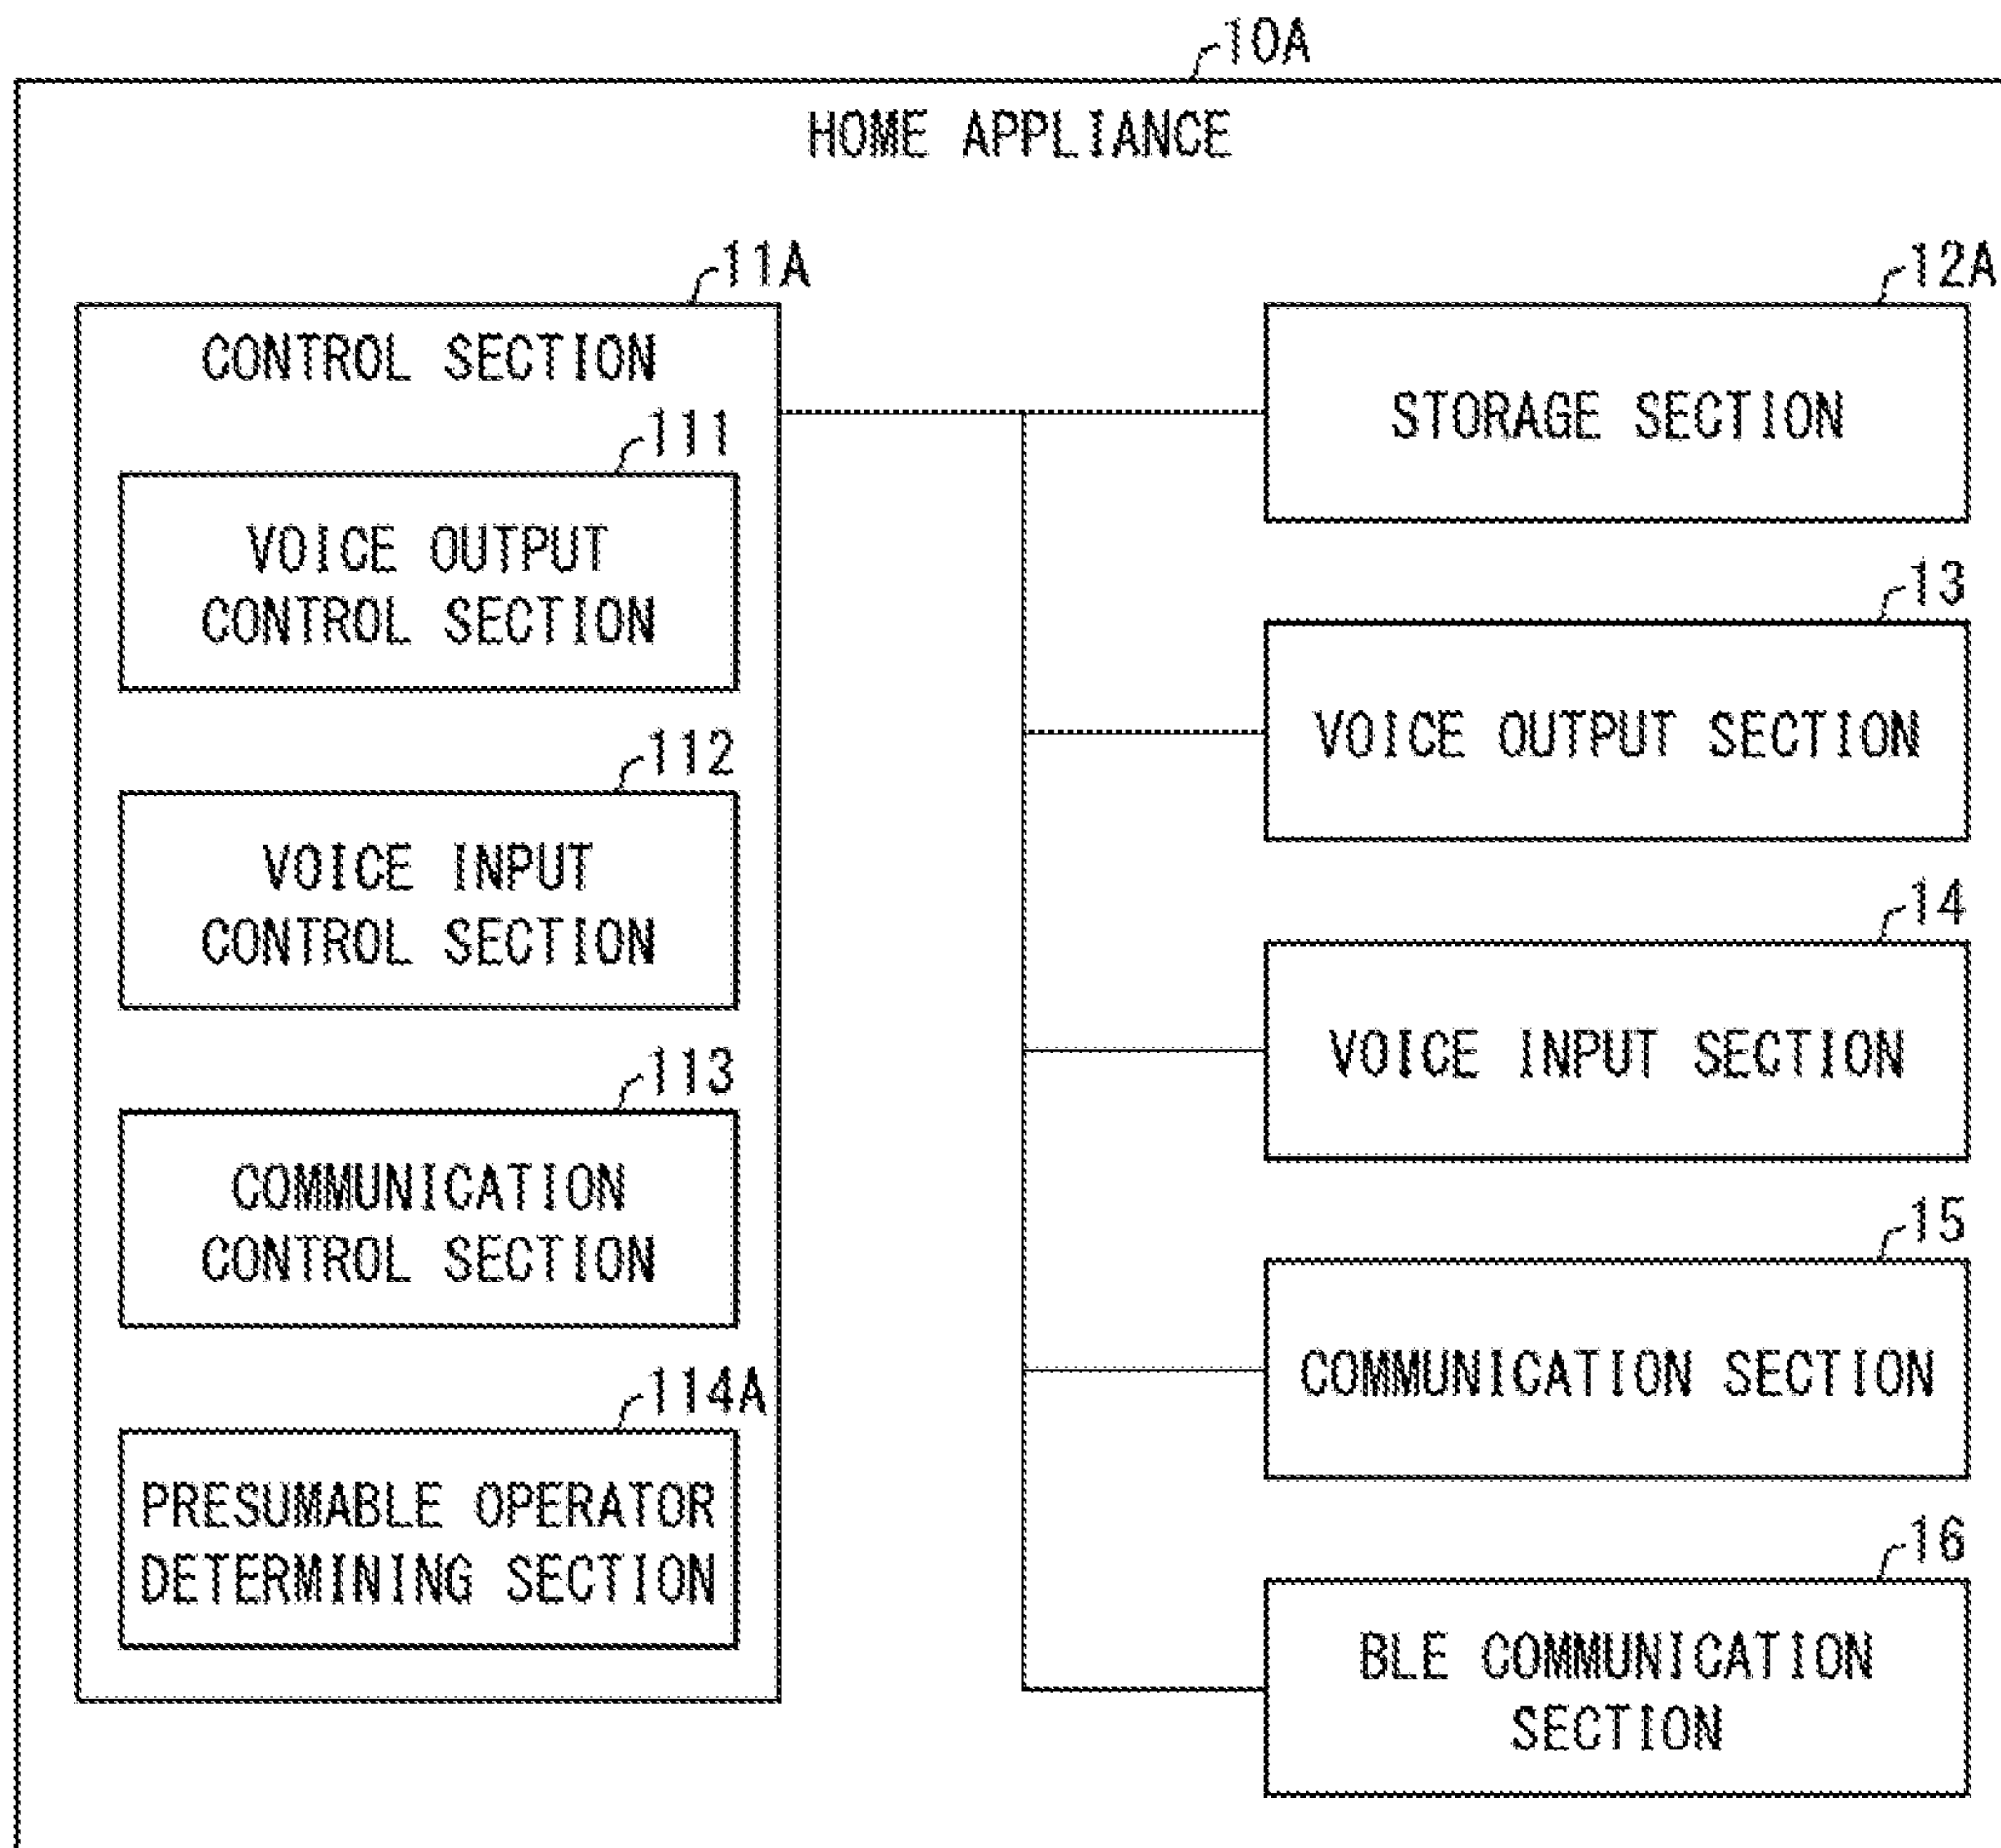 10A
HOME APPLIANCE
11A
CONTROL SECTION
111
VOICE OUTPUT
CONTROL SECTION
112
VOICE INPUT
CONTROL SECTION
113
COMMUNICATION
CONTROL SECTION
114A
PRESUMABLE OPERATOR
DETERMINING SECTION
12A
STORAGE SECTION
13
VOICE OUTPUT SECTION
14
VOICE INPUT SECTION
15
COMMUNICATION SECTION
16
BLE COMMUNICATION
SECTION